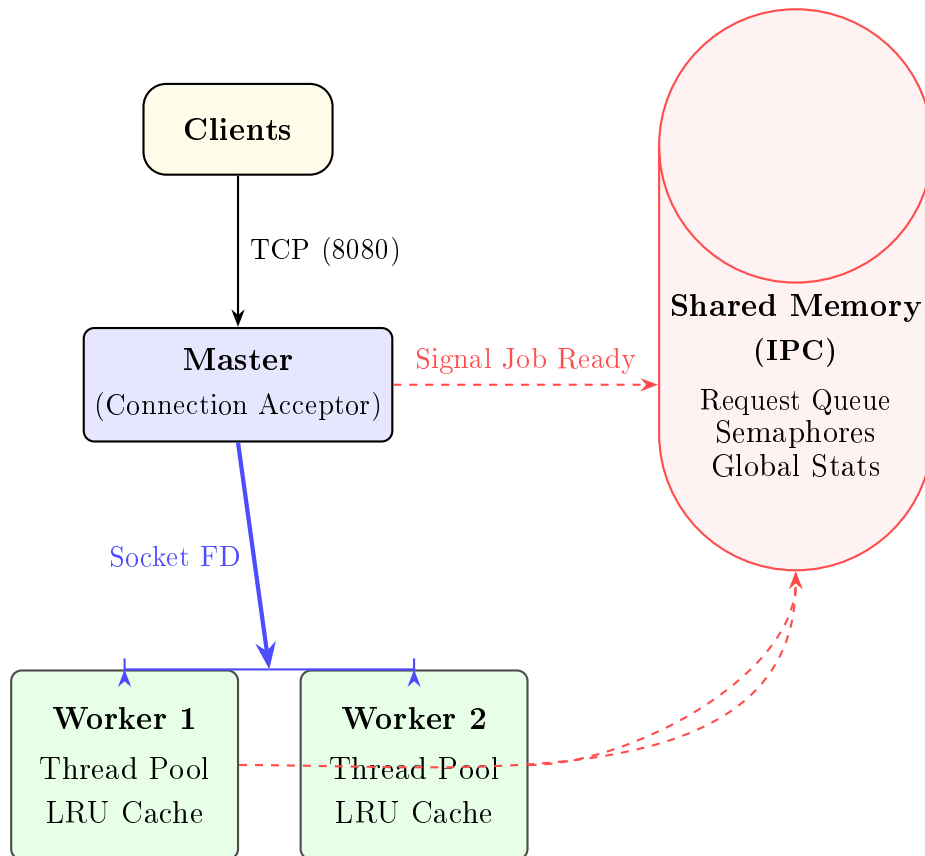 Clients
TCP (8080)
Master
(Connection Acceptor)
Signal Job Ready
Shared Memory
(IPC)
Request Queue
Semaphores
Global Stats
Socket FD
Worker 1
Thread Pool
LRU Cache
Worker 2
Thread Pool
LRU Cache